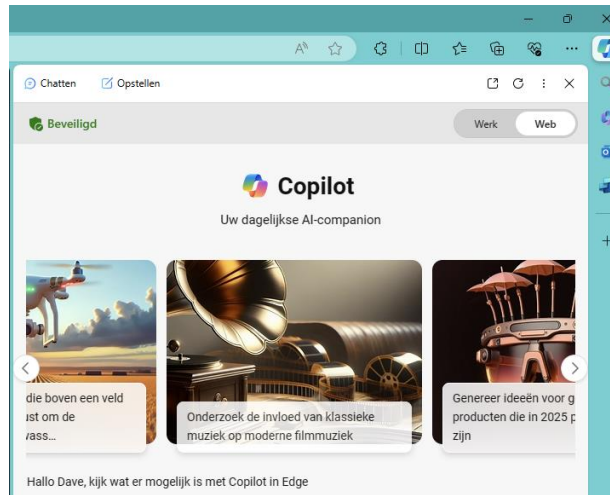 Chatten Opstellen
Beveiligd Werk Web
Copilot
Uw dagelijkse AI-companion
die boven een veld
om de
Onderzoek de invloed van klassieke
muziek op moderne filmmuziek
Genereer ideeën voor
producten die in 2025
zijn
Hallo Dave, kijk wat er mogelijk is met Copilot in Edge